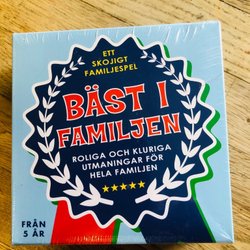 ETT
SKOJIGT
FAMILJESPEL
BÄST I
FAMILJEN
ROLIGA OCH KLURIGA
UTMANINGAR FÖR
HELA FAMILJEN
FRÅN
5 ÅR